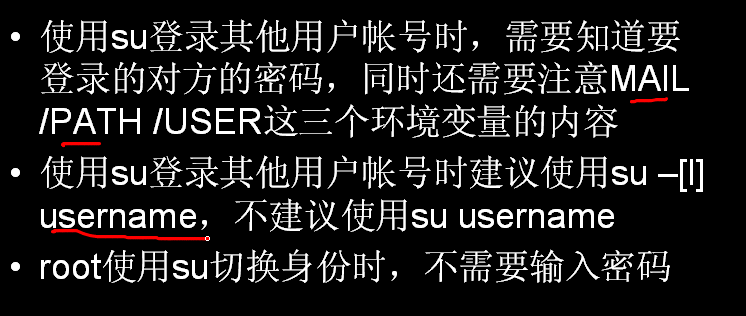 • 使用su登录其他用户帐号时，需要知道要
登录的对方的密码，同时还需要注意MAIL
/PATH /USER这三个环境变量的内容
• 使用su登录其他用户帐号时建议使用su –[l]
username，不建议使用su username
• root使用su切换身份时，不需要输入密码